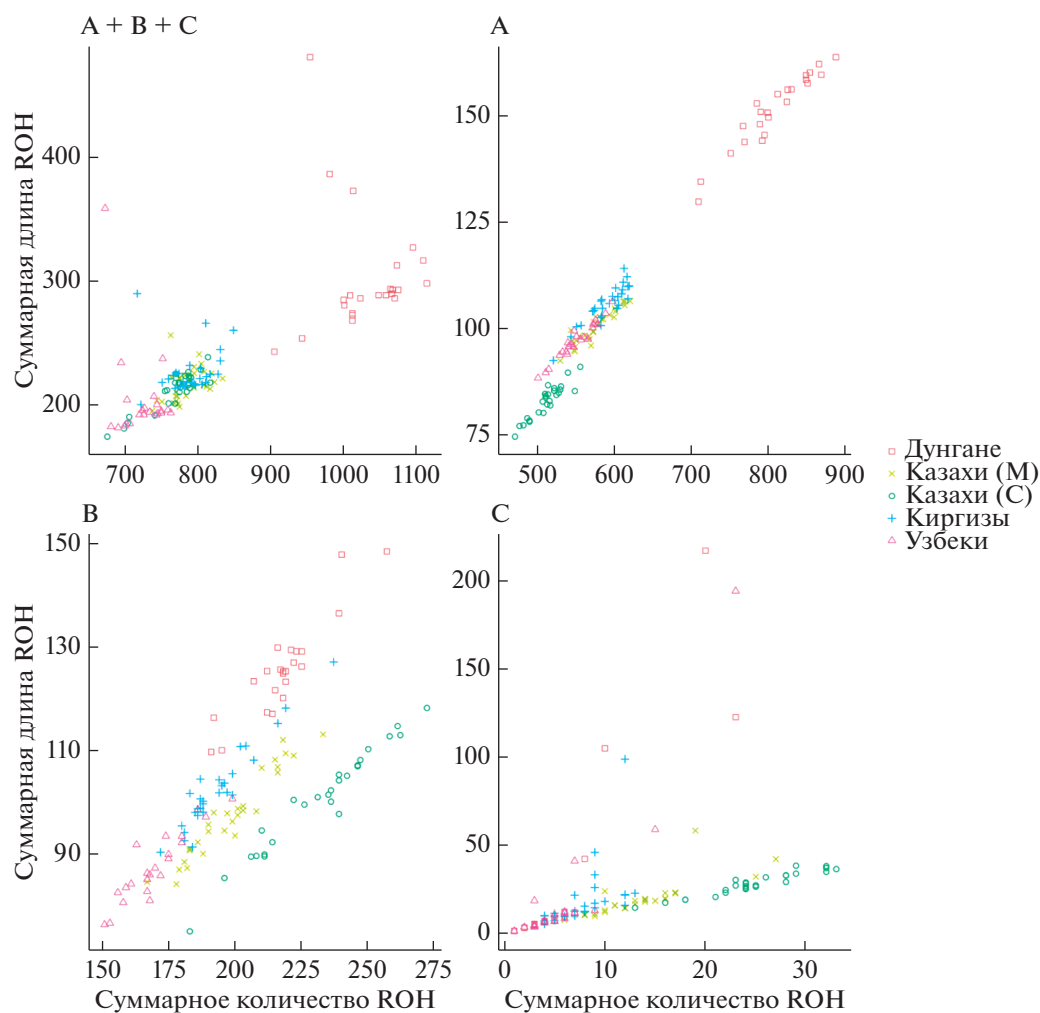 A + B + C
Суммарная длина ROH
400
300
200
700
800
900
1000
1100
A
150
125
100
75
500
600
700
800
900
Дунгане
Казахи (М)
Казахи (С)
Киргизы
Узбеки
B
Суммарная длина ROH
150
130
110
90
150
175
200
225
250
275
Суммарное количество ROH
C
200
150
100
50
0
0
10
20
30
Суммарное количество ROH